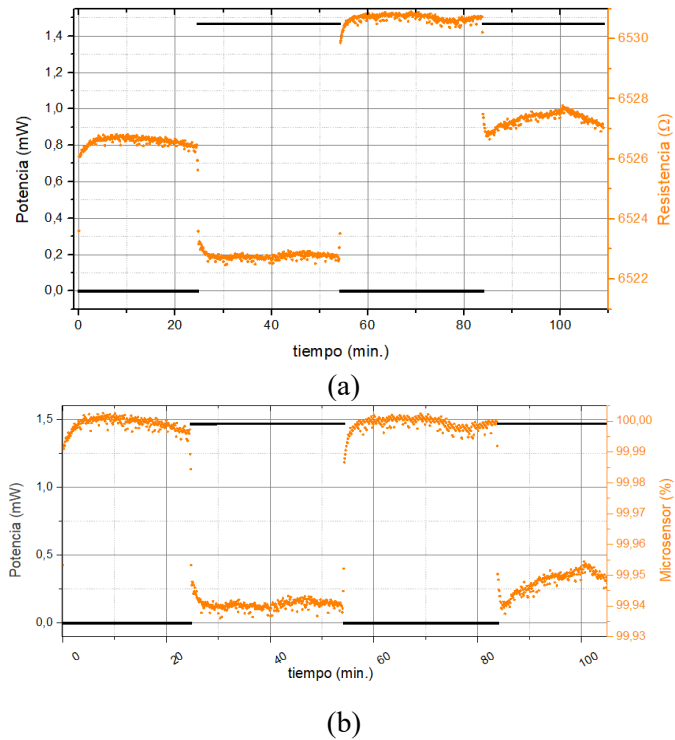 1,4
1,2
1,0
0,8
0,6
0,4
0,2
0,0
Potencia (mW)
6530
6528
6526
6524
6522
Resistencia (Ω)
0 20 40 60 80 100
tiempo (min.)
(a)
1,5
1,0
0,5
0,0
Potencia (mW)
100,00
99,99
99,98
99,97
99,96
99,95
99,94
99,93
Microsensor (%)
0 20 40 60 80 100
tiempo (min.)
(b)